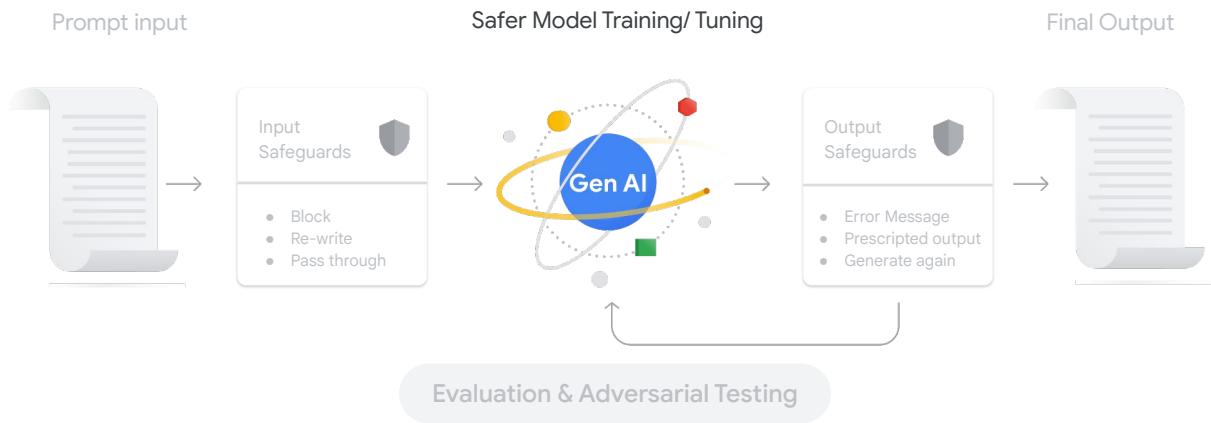 Prompt input
Safer Model Training/ Tuning
Final Output
Input
Safeguards
Block
Re-write
Pass through
Gen AI
Output
Safeguards
Error Message
Prescripted output
Generate again
Evaluation & Adversarial Testing